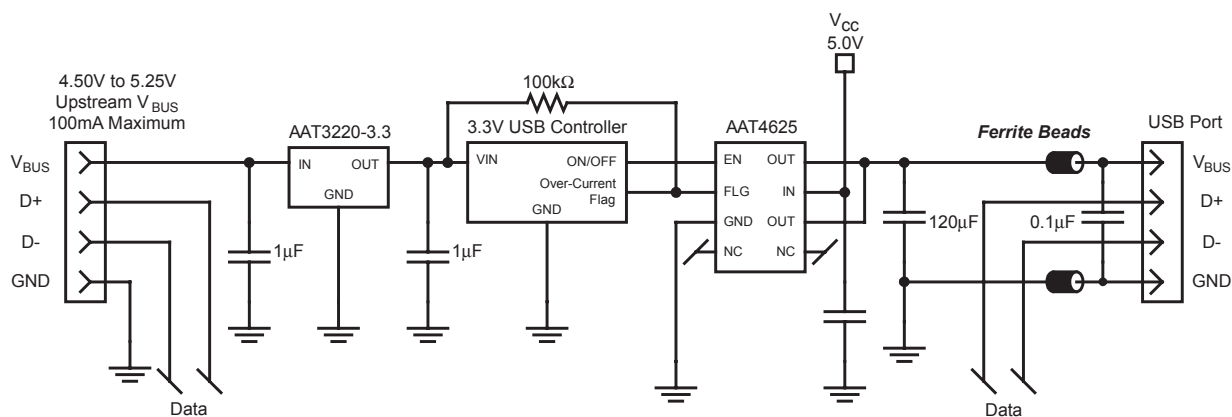 4.50V to 5.25V
Upstream VBUS
100mA Maximum
VBUS
D+
D-
GND
1µF
Data
AAT3220-3.3
IN
OUT
GND
1µF
100kΩ
3.3V USB Controller
VIN
ON/OFF
Over-Current
Flag
GND
AAT4625
EN
OUT
FLG
IN
GND
OUT
NC
NC
VCC
5.0V
120µF
Ferrite Beads
0.1µF
Data
USB Port
VBUS
D+
D-
GND